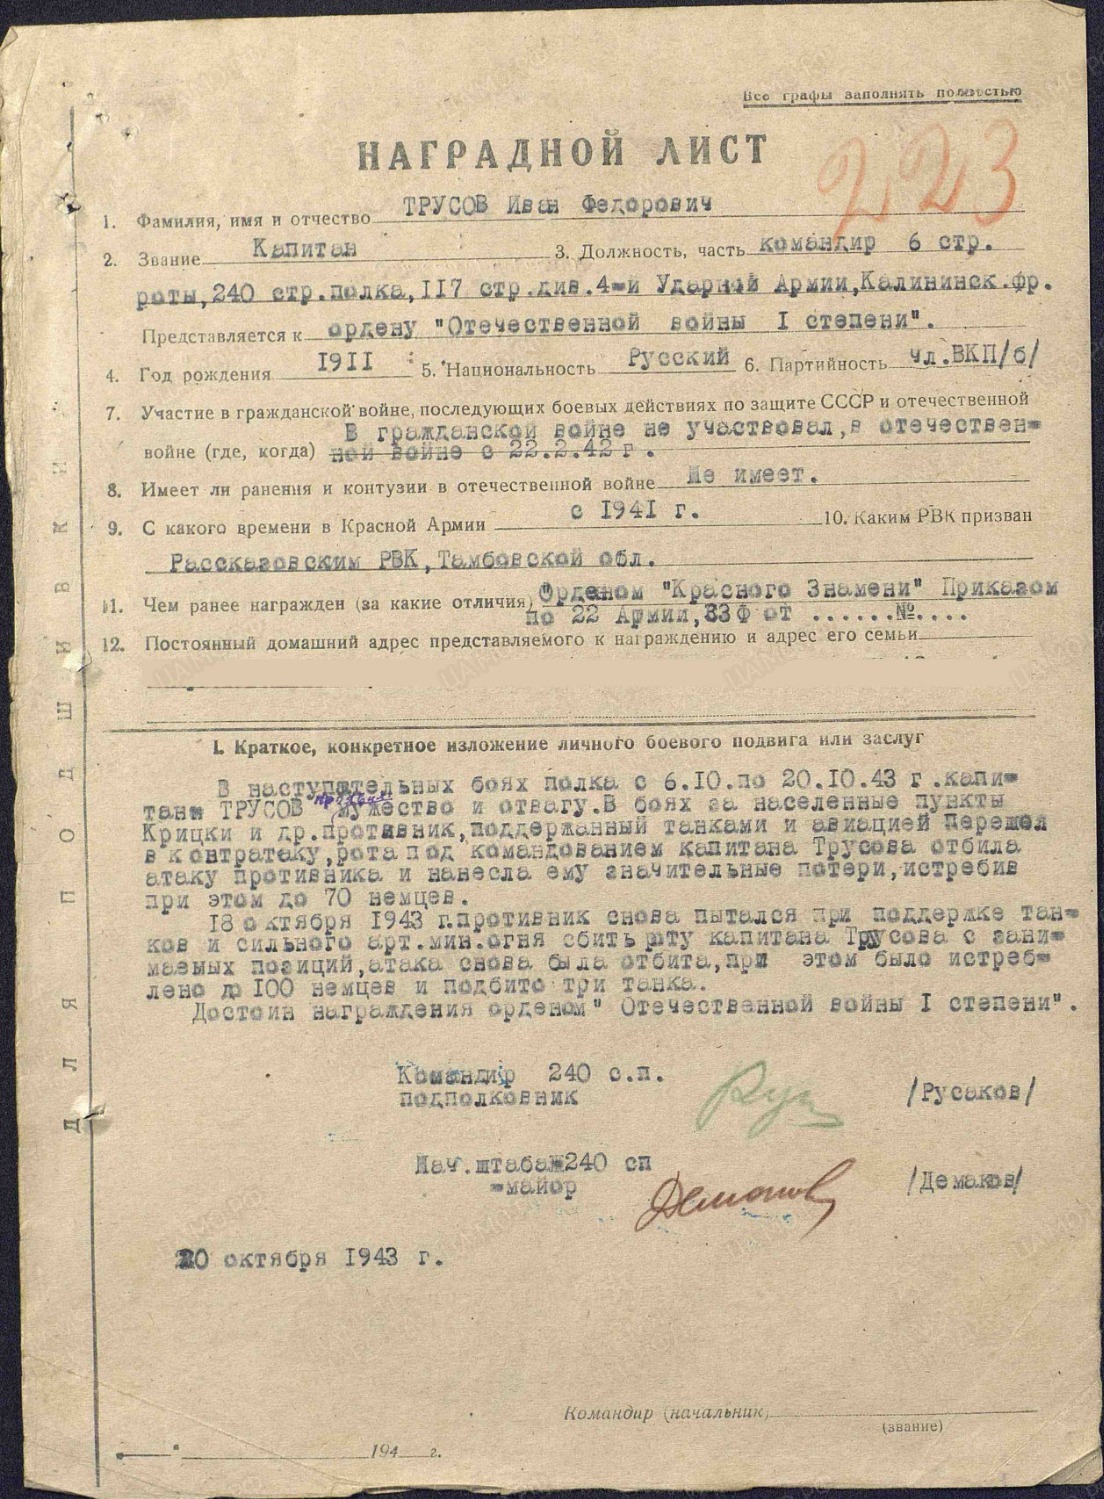 Все графы заполнять полностью
223
НАГРАДНОЙ ЛИСТ
1. Фамилия, имя и отчество ТРУСОВ Иван Федорович
2. Звание Капитан 3. Должность, часть командир 6 стр.
роты,240 стр.полка,117 стр.див.4-й Ударной Армии,Калининск.фр.
Представляется к ордену "Отечественной войны I степени".
4. Год рождения 1911 5. Национальность Русский 6. Партийность чл.ВКП/б/
7. Участие в гражданской войне, последующих боевых действиях по защите СССР и отечественной
В гражданской войне не участвовал,в отечествен-
войне (где, когда) ной войне с 22.2.42 г.
8. Имеет ли ранения и контузии в отечественной войне Не имеет.
9. С какого времени в Красной Армии с 1941 г. 10. Каким РВК призван
Рассказовским РВК,Тамбовской обл.
11. Чем ранее награжден (за какие отличия) Орденом "Красного Знамени" Приказом
по 22 Армии,33Ф от ......№....
12. Постоянный домашний адрес представляемого к награждению и адрес его семьи
I. Краткое, конкретное изложение личного боевого подвига или заслуг
В наступательных боях полка с 6.10.по 20.10.43 г.капи-
тан ТРУСОВ проявил мужество и отвагу.В боях за населенные пункты
Крицки и др.противник,поддержанный танками и авиацией перешел
в контратаку,рота под командованием капитана Трусова отбила
атаку противника и нанесла ему значительные потери,истребив
при этом до 70 немцев.
18 октября 1943 г.противник снова пытался при поддержке тан-
ков и сильного арт.мин.огня сбить роту капитана Трусова с зани-
маемых позиций,атака снова была отбита,при этом было истреб-
лено до 100 немцев и подбито три танка.
Достоин награждения орденом" Отечественной войны I степени".
Командир 240 с.п.
подполковник /Русаков/
Нач.штаба 240 сп
-майор Демаков /Демаков/
20 октября 1943 г.
Командир (начальник)
(звание)
194 г.
ДЛЯ ПОДШИВКИ